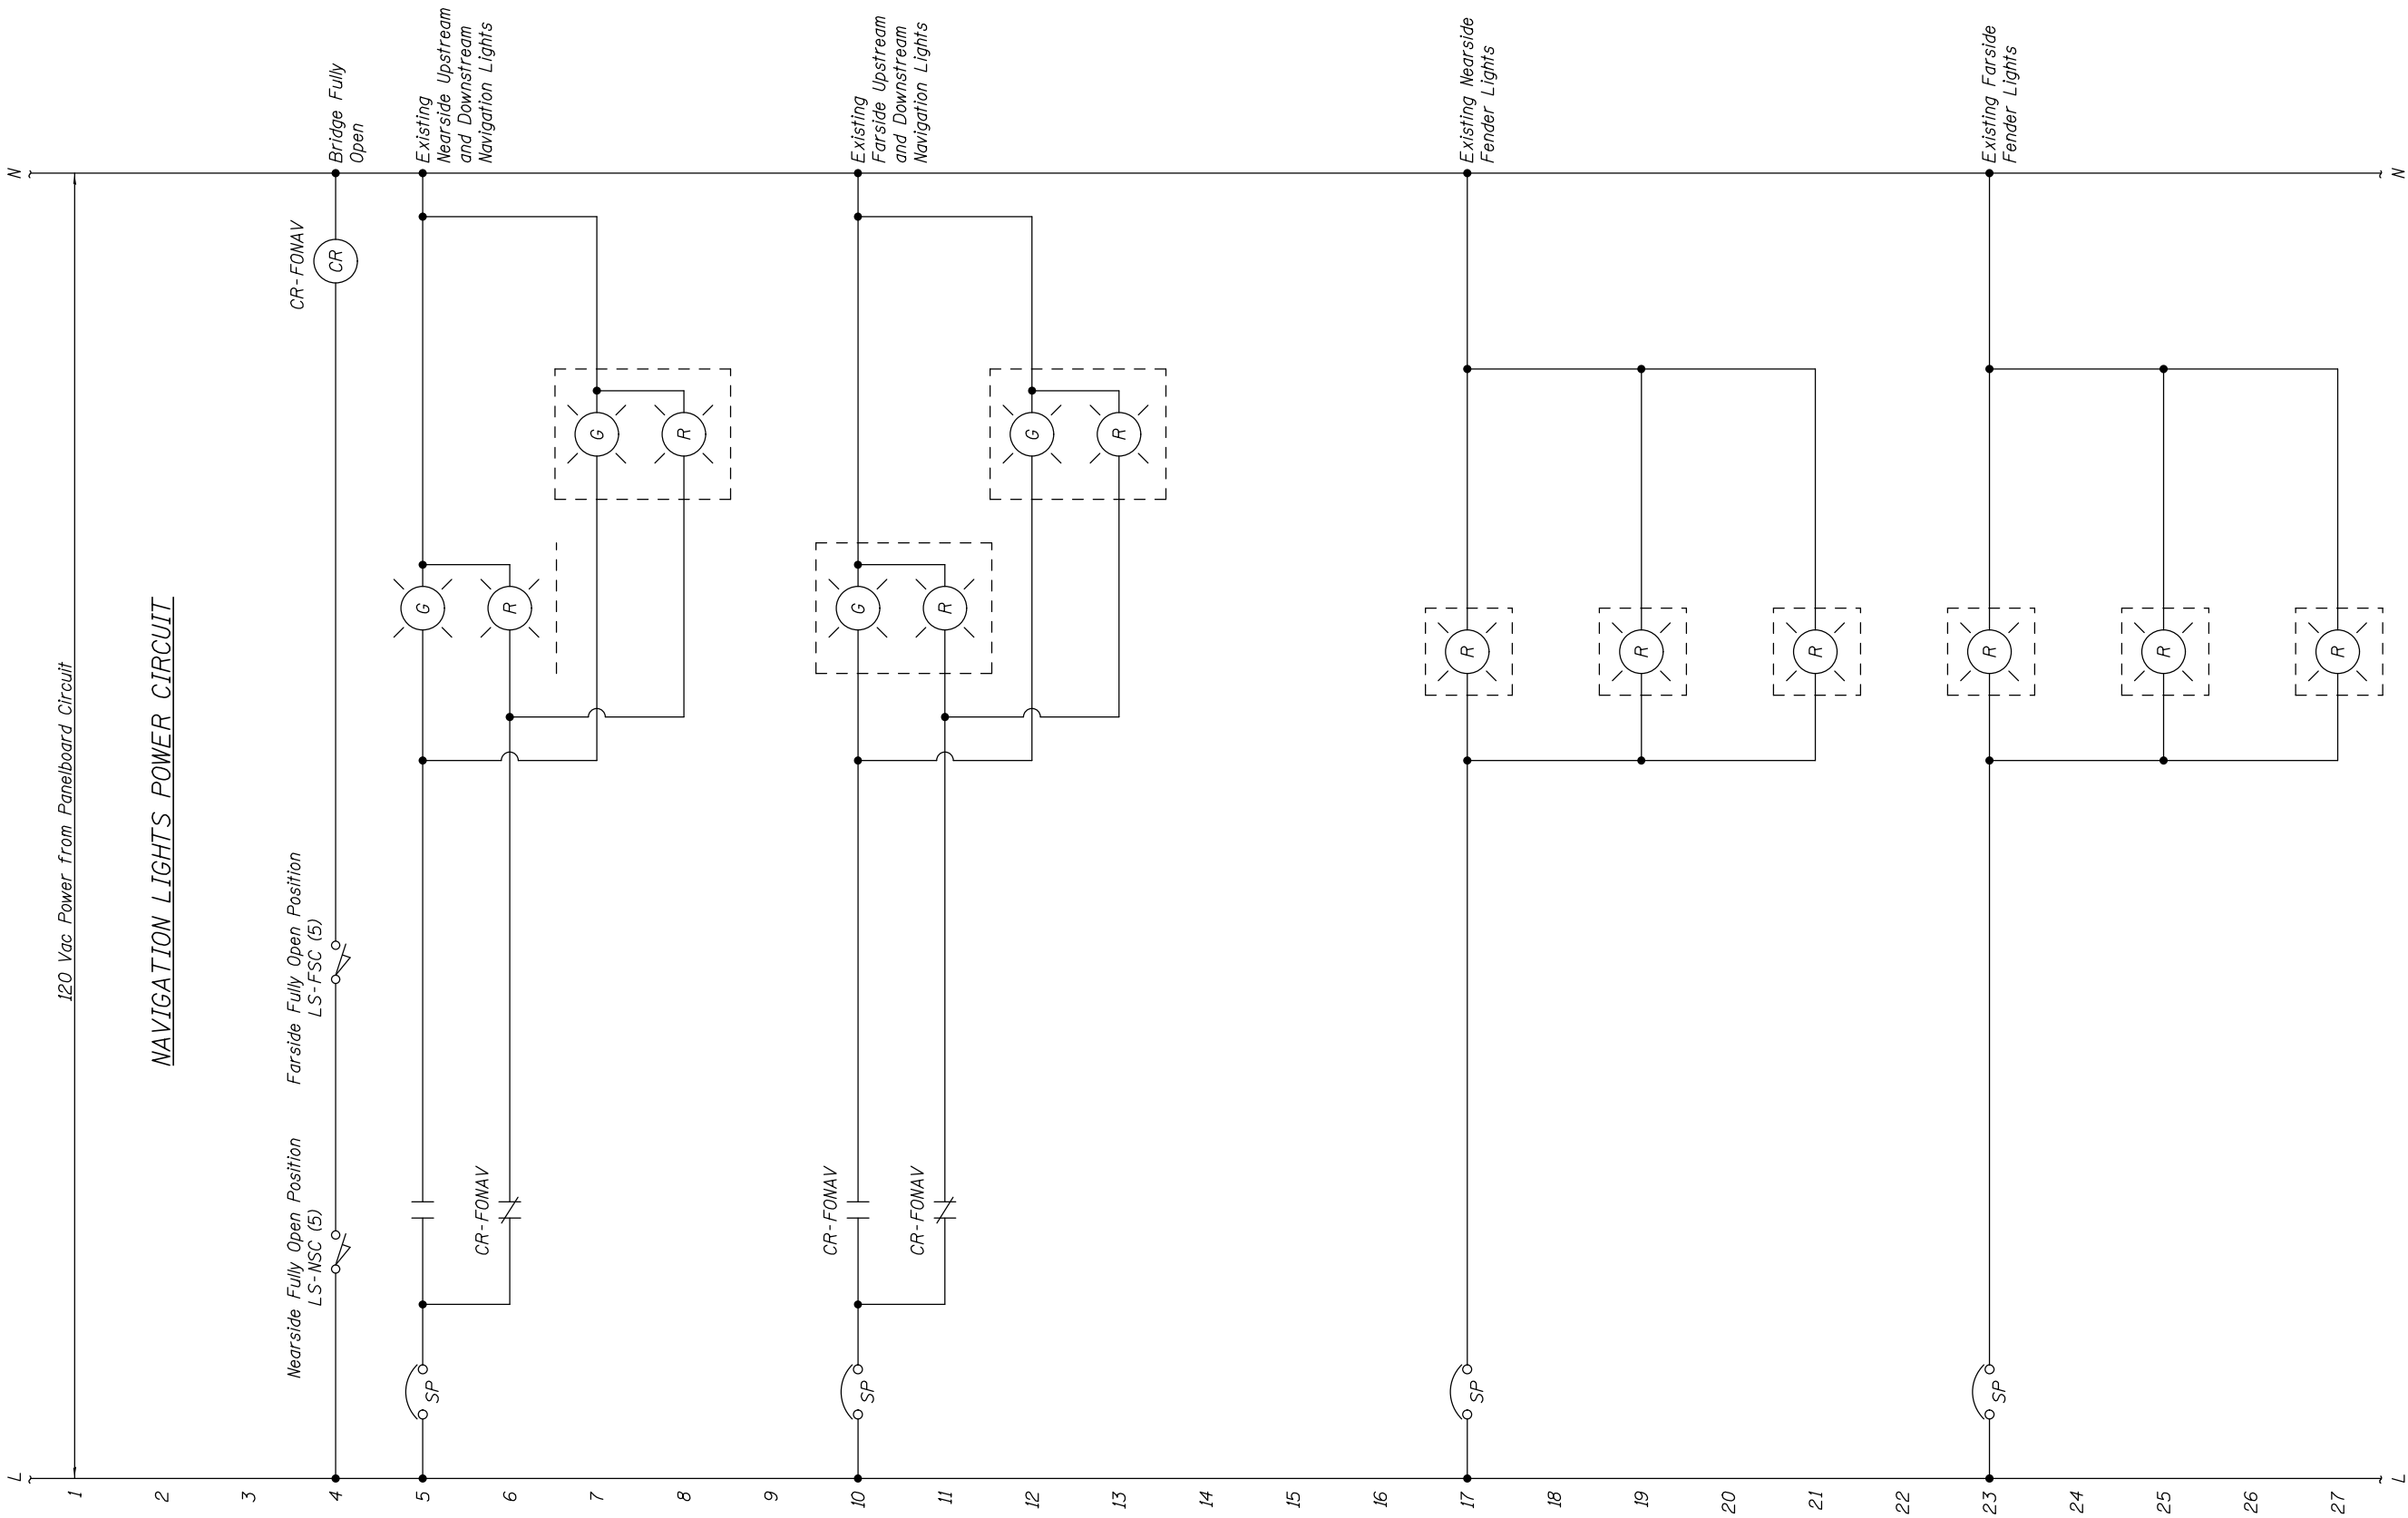 L
N
1
120 Vac Power from Panelboard Circuit
2
NAVIGATION LIGHTS POWER CIRCUIT
3
Nearside Fully Open Position
LS-NSC (5)
Farside Fully Open Position
LS-FSC (5)
CR-FONAV
4
CR
Bridge Fully
Open
5
SP
G
Existing
Nearside Upstream
and Downstream
Navigation Lights
CR-FONAV
6
R
7
G
8
R
9
CR-FONAV
10
SP
G
Existing
Farside Upstream
and Downstream
Navigation Lights
CR-FONAV
11
R
12
G
13
R
14
15
16
17
SP
R
Existing Nearside
Fender Lights
18
19
R
20
21
R
22
23
SP
R
Existing Farside
Fender Lights
24
25
R
26
27
R
L
N